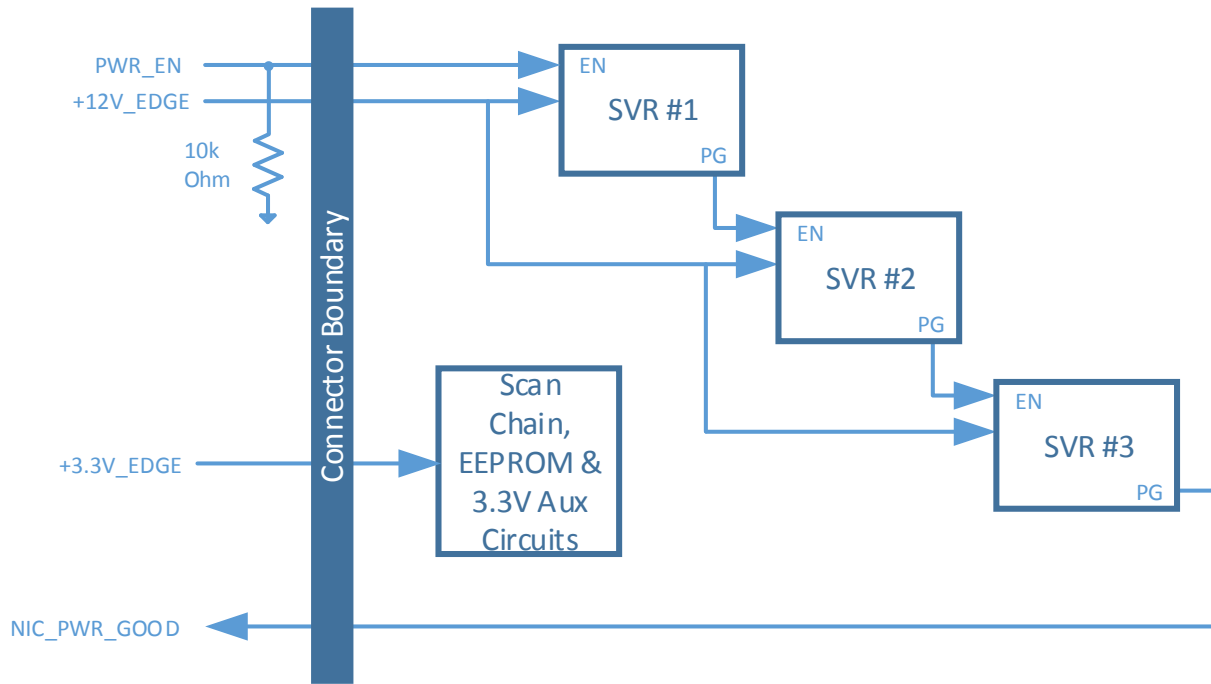 PWR_EN
+12V_EDGE
10k
Ohm
Connector Boundary
EN
SVR #1
PG
EN
SVR #2
PG
EN
SVR #3
PG
+3.3V_EDGE
Scan
Chain,
EEPROM &
3.3V Aux
Circuits
NIC_PWR_GOOD